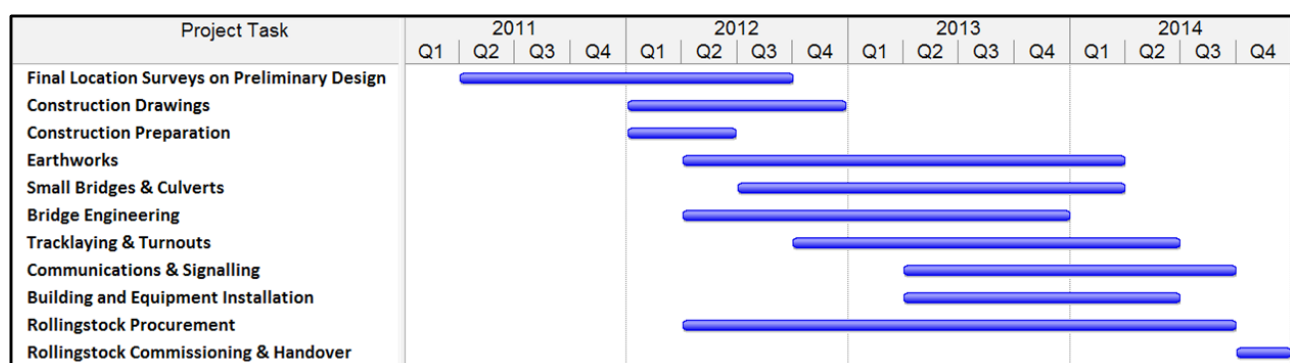 Project Task 2011 2012 2013 2014
Q1 Q2 Q3 Q4 Q1 Q2 Q3 Q4 Q1 Q2 Q3 Q4 Q1 Q2 Q3 Q4
Final Location Surveys on Preliminary Design
Construction Drawings
Construction Preparation
Earthworks
Small Bridges & Culverts
Bridge Engineering
Tracklaying & Turnouts
Communications & Signalling
Building and Equipment Installation
Rollingstock Procurement
Rollingstock Commissioning & Handover